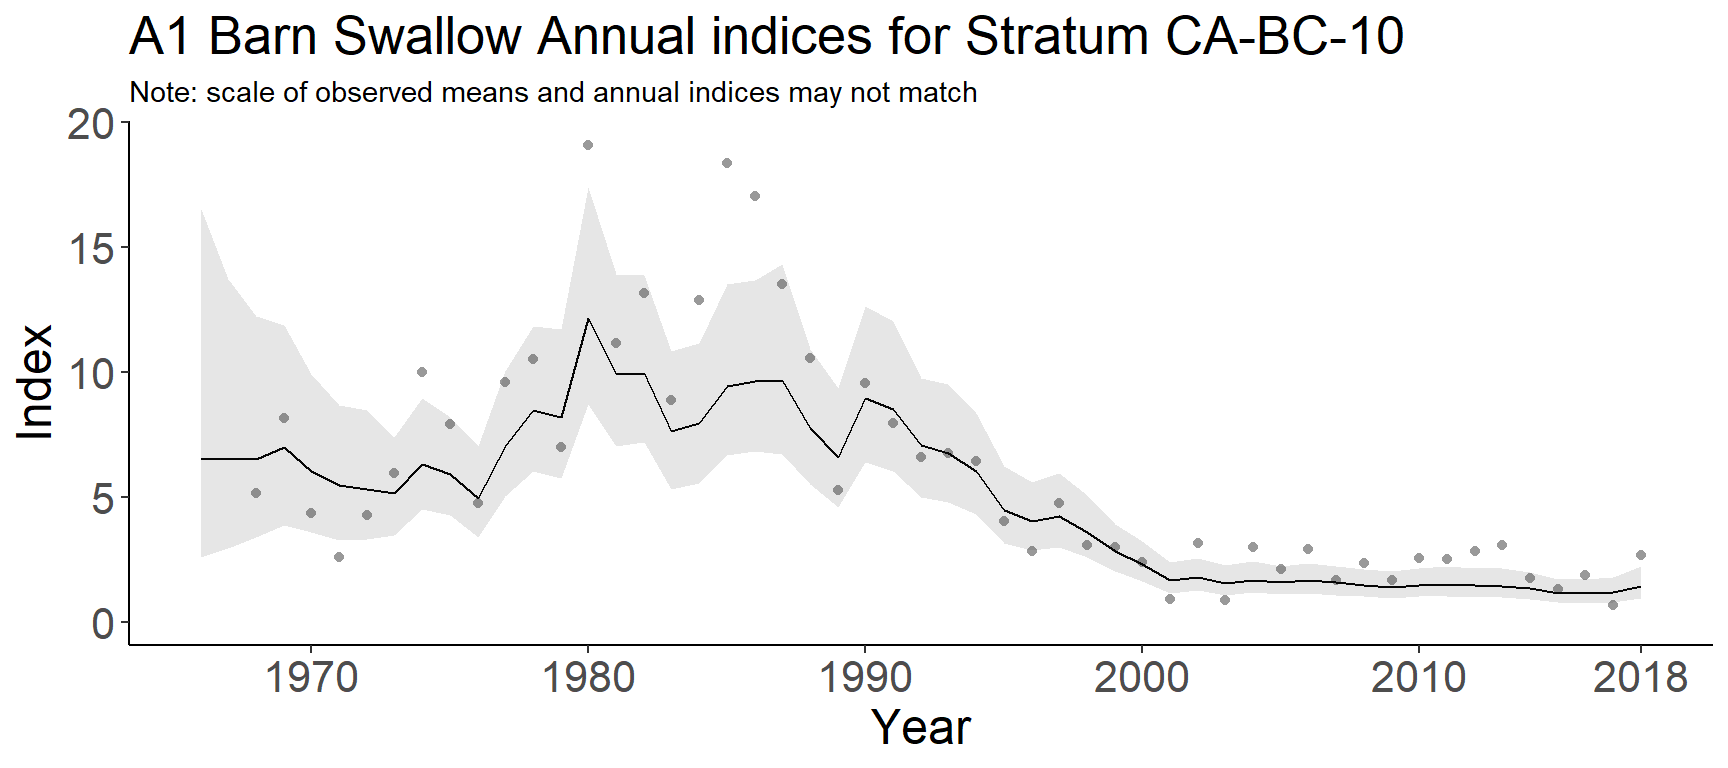 A1 Barn Swallow Annual indices for Stratum CA-BC-10
Note: scale of observed means and annual indices may not match
20
15
10
5
0
Index
1970 1980 1990 2000 2010 2018
Year